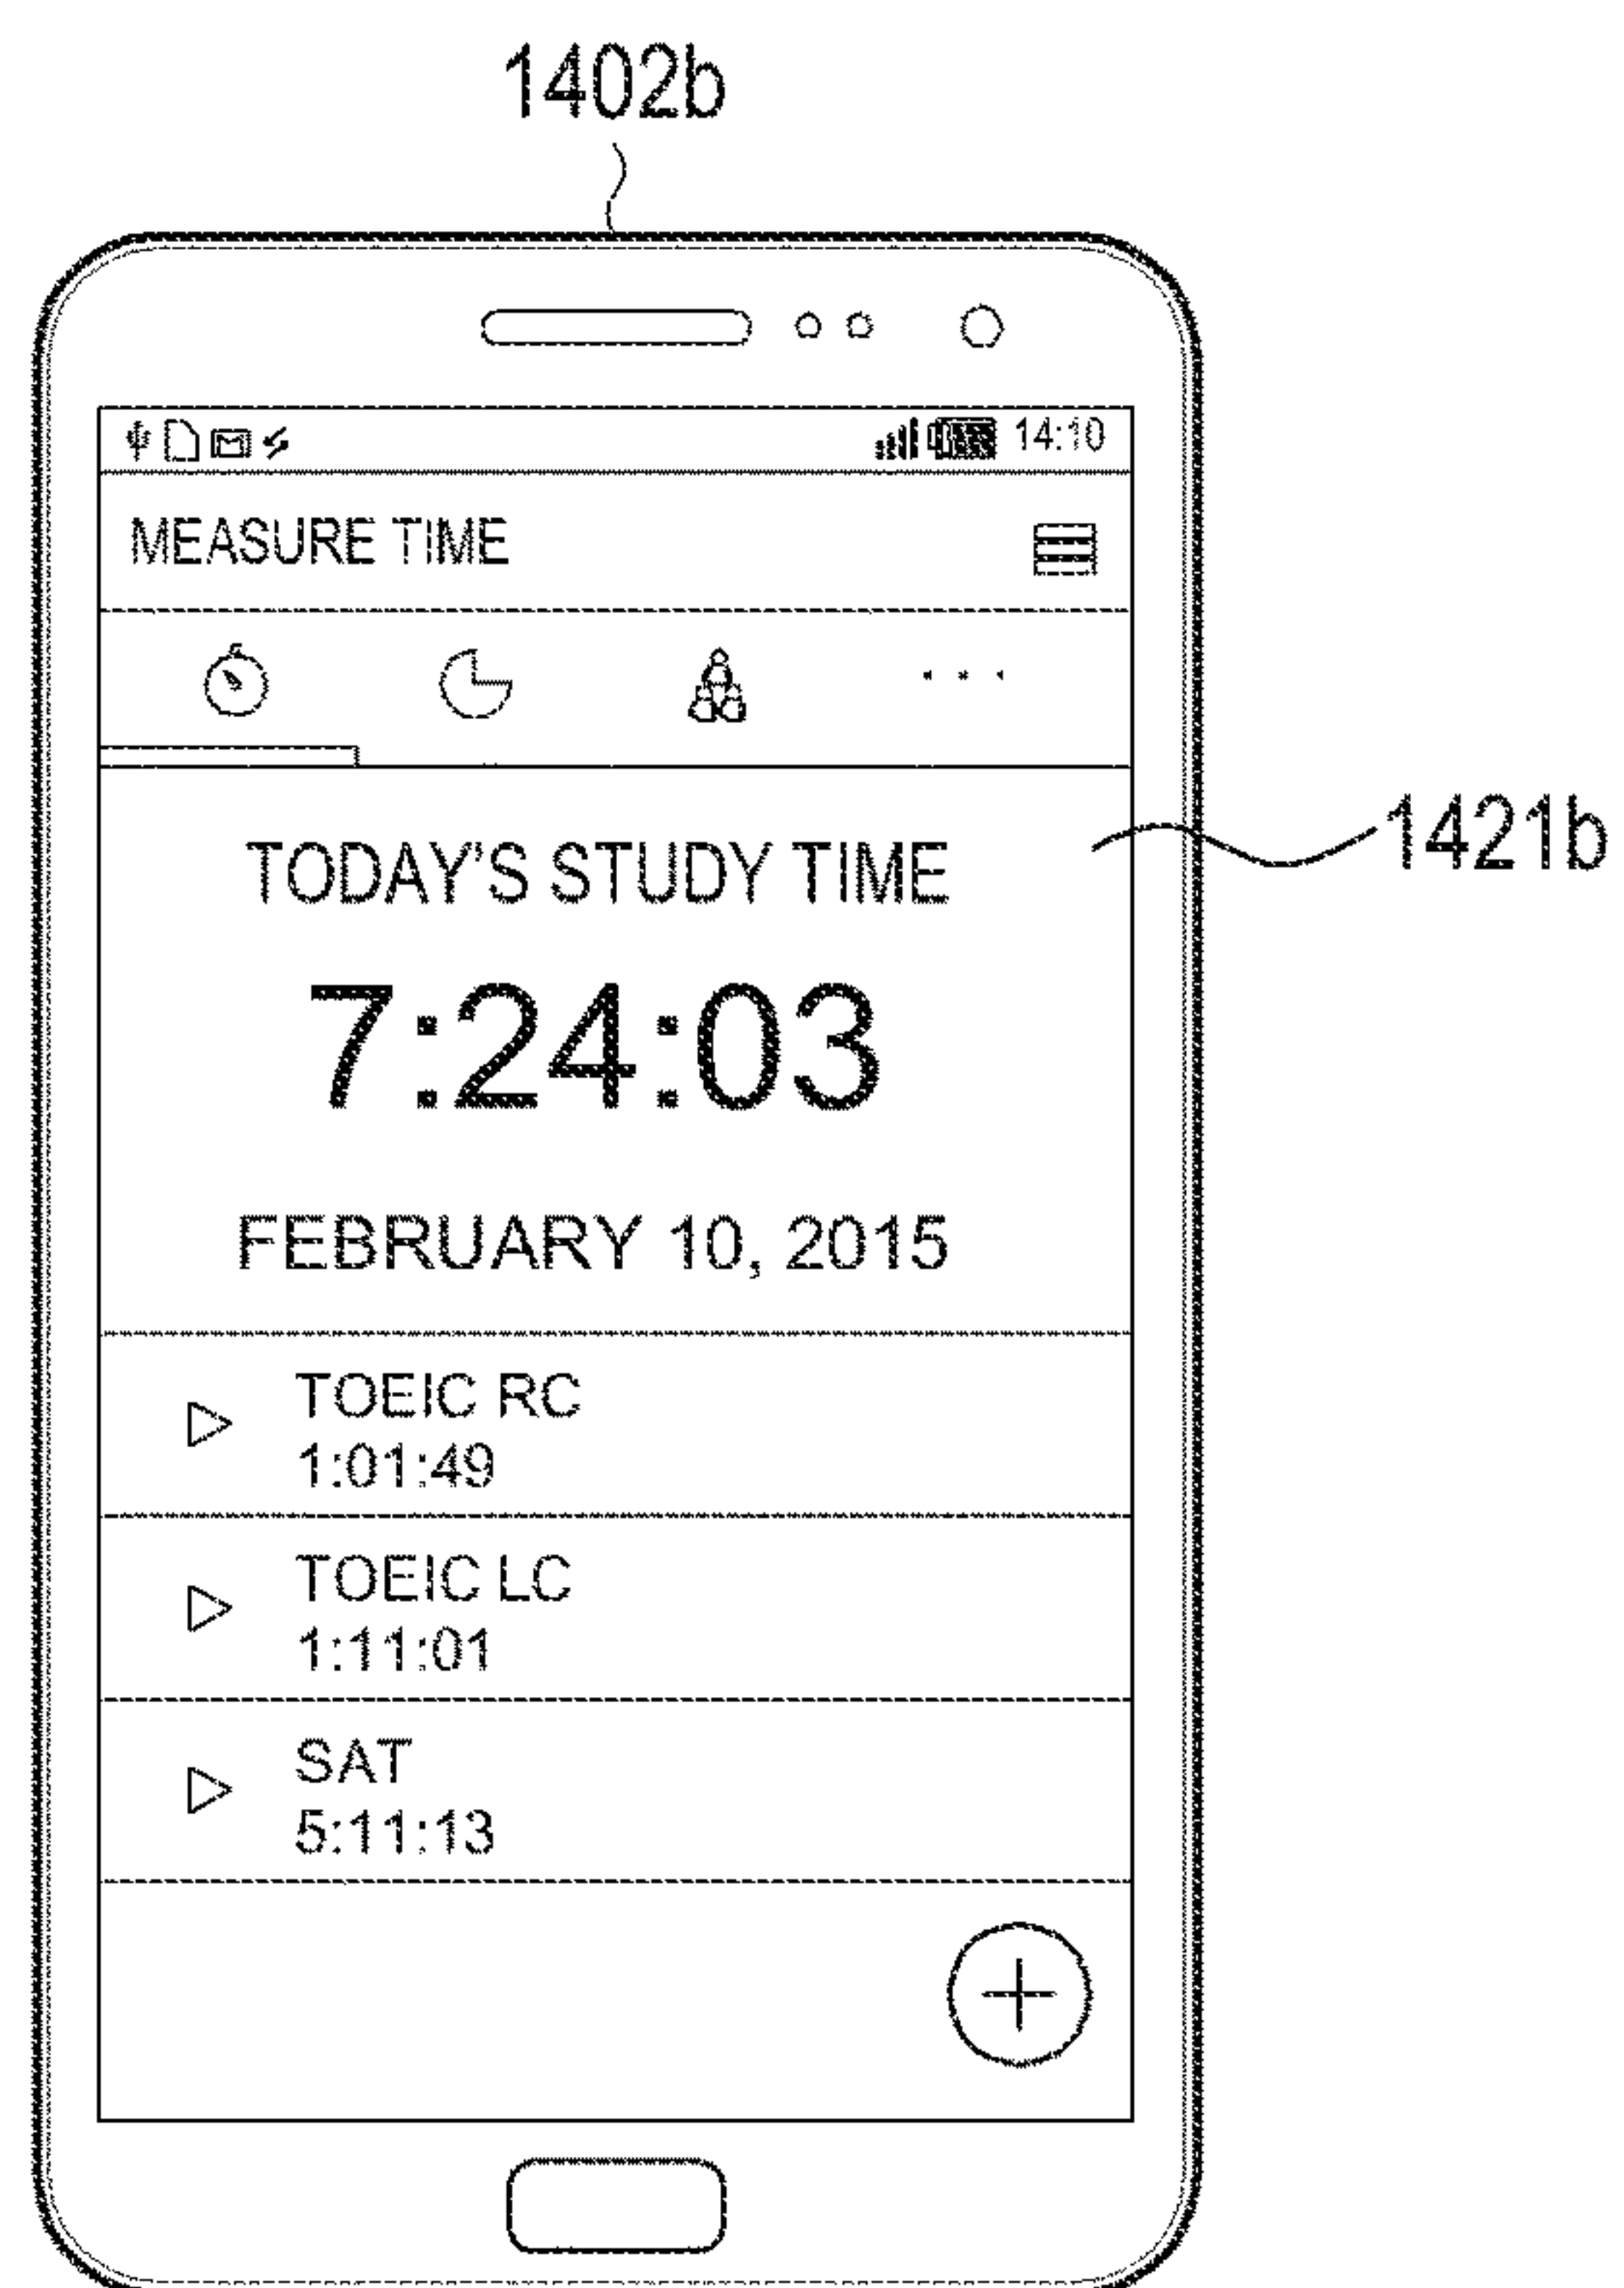 1402b
14:10
MEASURE TIME
TODAY'S STUDY TIME
1421b
7:24:03
FEBRUARY 10, 2015
TOEIC RC
1:01:49
TOEIC LC
1:11:01
SAT
5:11:13